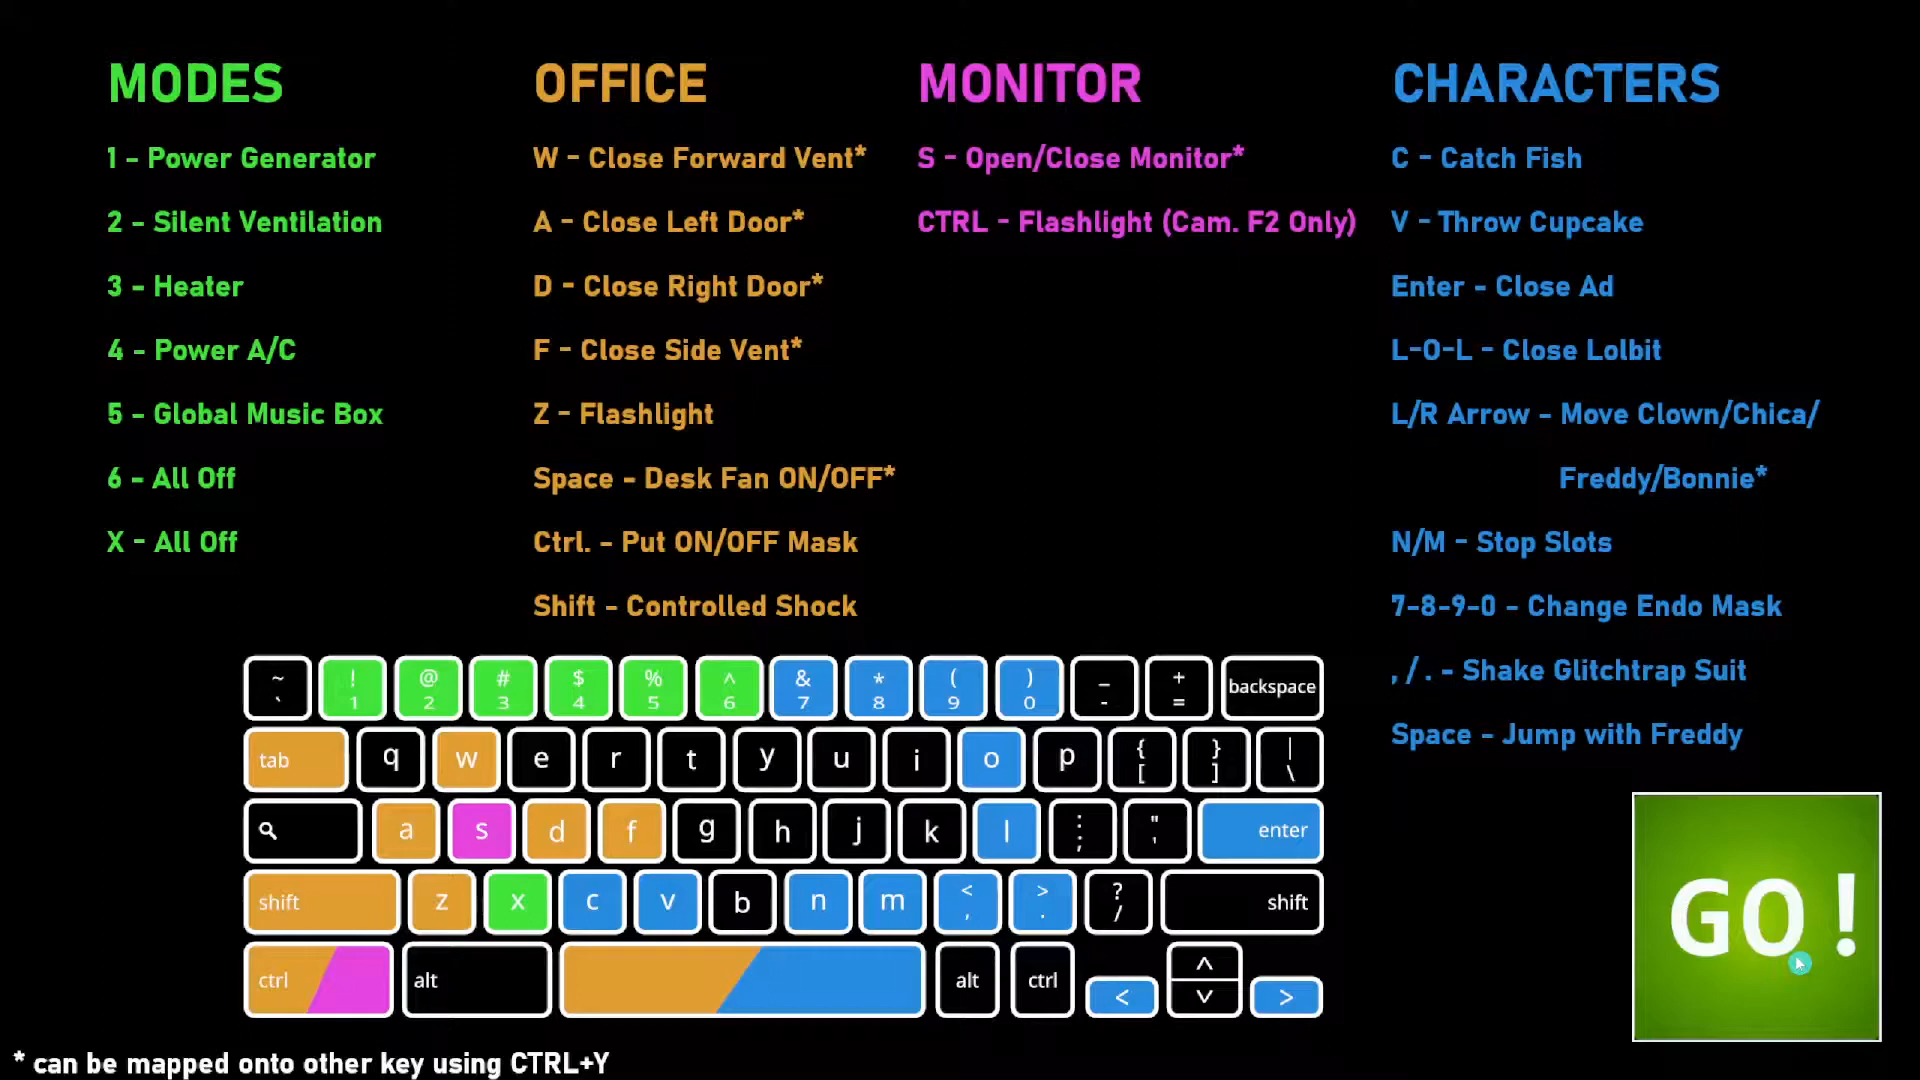 MODES
1 - Power Generator
2 - Silent Ventilation
3 - Heater
4 - Power A/C
5 - Global Music Box
6 - All Off
X - All Off
OFFICE
W - Close Forward Vent*
A - Close Left Door*
D - Close Right Door*
F - Close Side Vent*
Z - Flashlight
Space - Desk Fan ON/OFF*
Ctrl. - Put ON/OFF Mask
Shift - Controlled Shock
MONITOR
S - Open/Close Monitor*
CTRL - Flashlight (Cam. F2 Only)
CHARACTERS
C - Catch Fish
V - Throw Cupcake
Enter - Close Ad
L-O-L - Close Lolbit
L/R Arrow - Move Clown/Chica/
Freddy/Bonnie*
N/M - Stop Slots
7-8-9-0 - Change Endo Mask
, / . - Shake Glitchtrap Suit
Space - Jump with Freddy
~ ! @ # $ % ^ & * ( ) _ + backspace
` 1 2 3 4 5 6 7 8 9 0 - =
tab q w e r t y u i o p { } |
[ ] \
a s d f g h j k l : " enter
; '
shift z x c v b n m < > ? shift
, . /
ctrl alt alt ctrl < ^ v >
GO!
* can be mapped onto other key using CTRL+Y